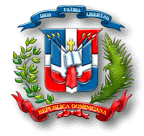 DIOS PATRIA LIBERTAD
REPUBLICA DOMINICANA